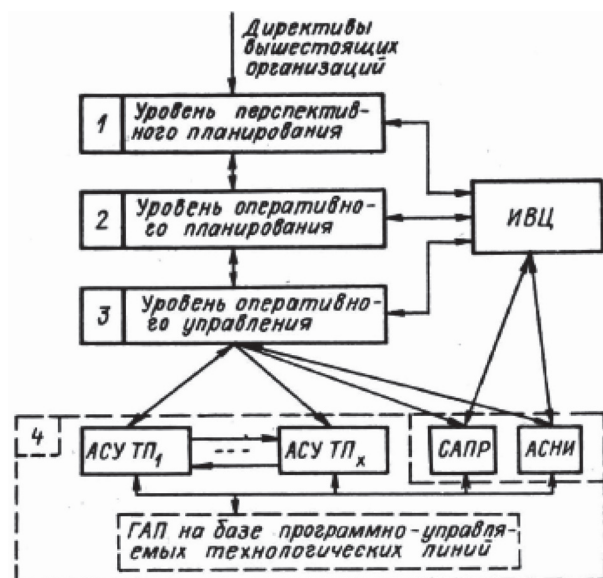 Директивы
вышестоящих
организаций
1
Уровень перспектив-
ного планирования
2
Уровень оперативно-
го планирования
ИВЦ
3
Уровень оперативно-
го управления
4
АСУ ТП1
---
АСУ ТПx
САПР
АСНИ
ГАП на базе программно-управля-
емых технологических линий